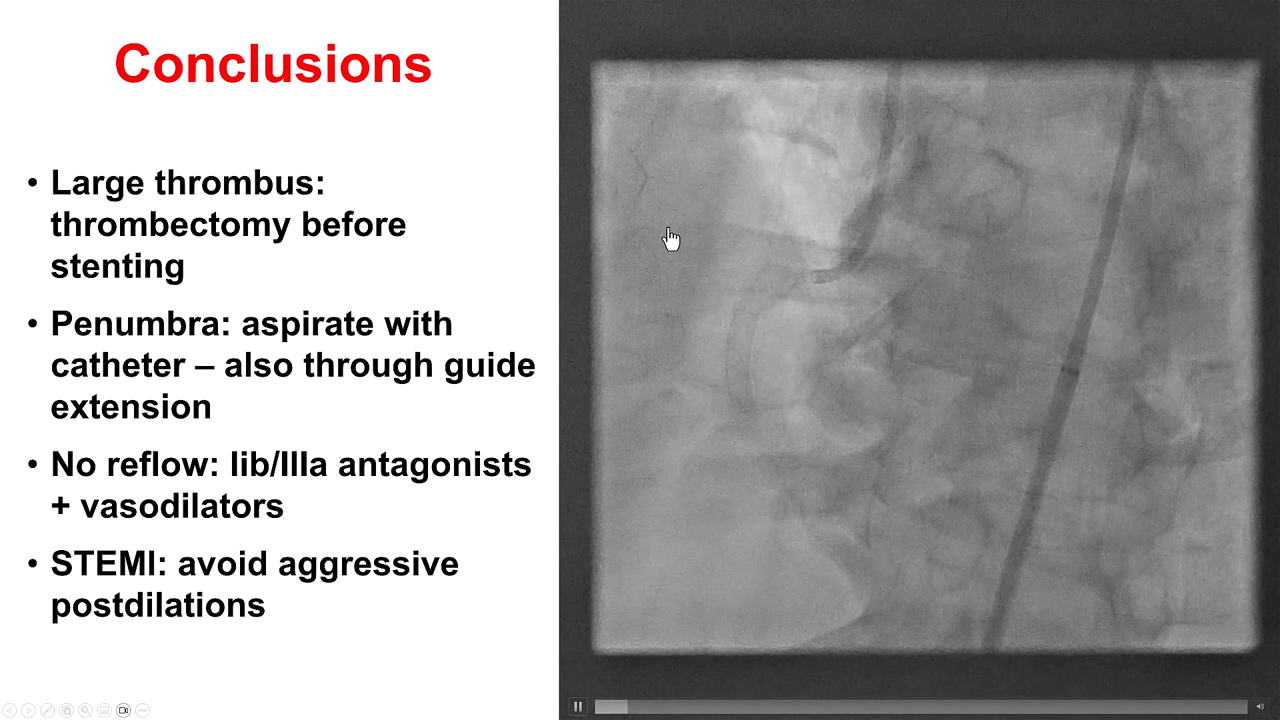 Conclusions
• Large thrombus:
thrombectomy before
stenting
• Penumbra: aspirate with
catheter – also through guide
extension
• No reflow: Iib/IIIa antagonists
+ vasodilators
• STEMI: avoid aggressive
postdilations